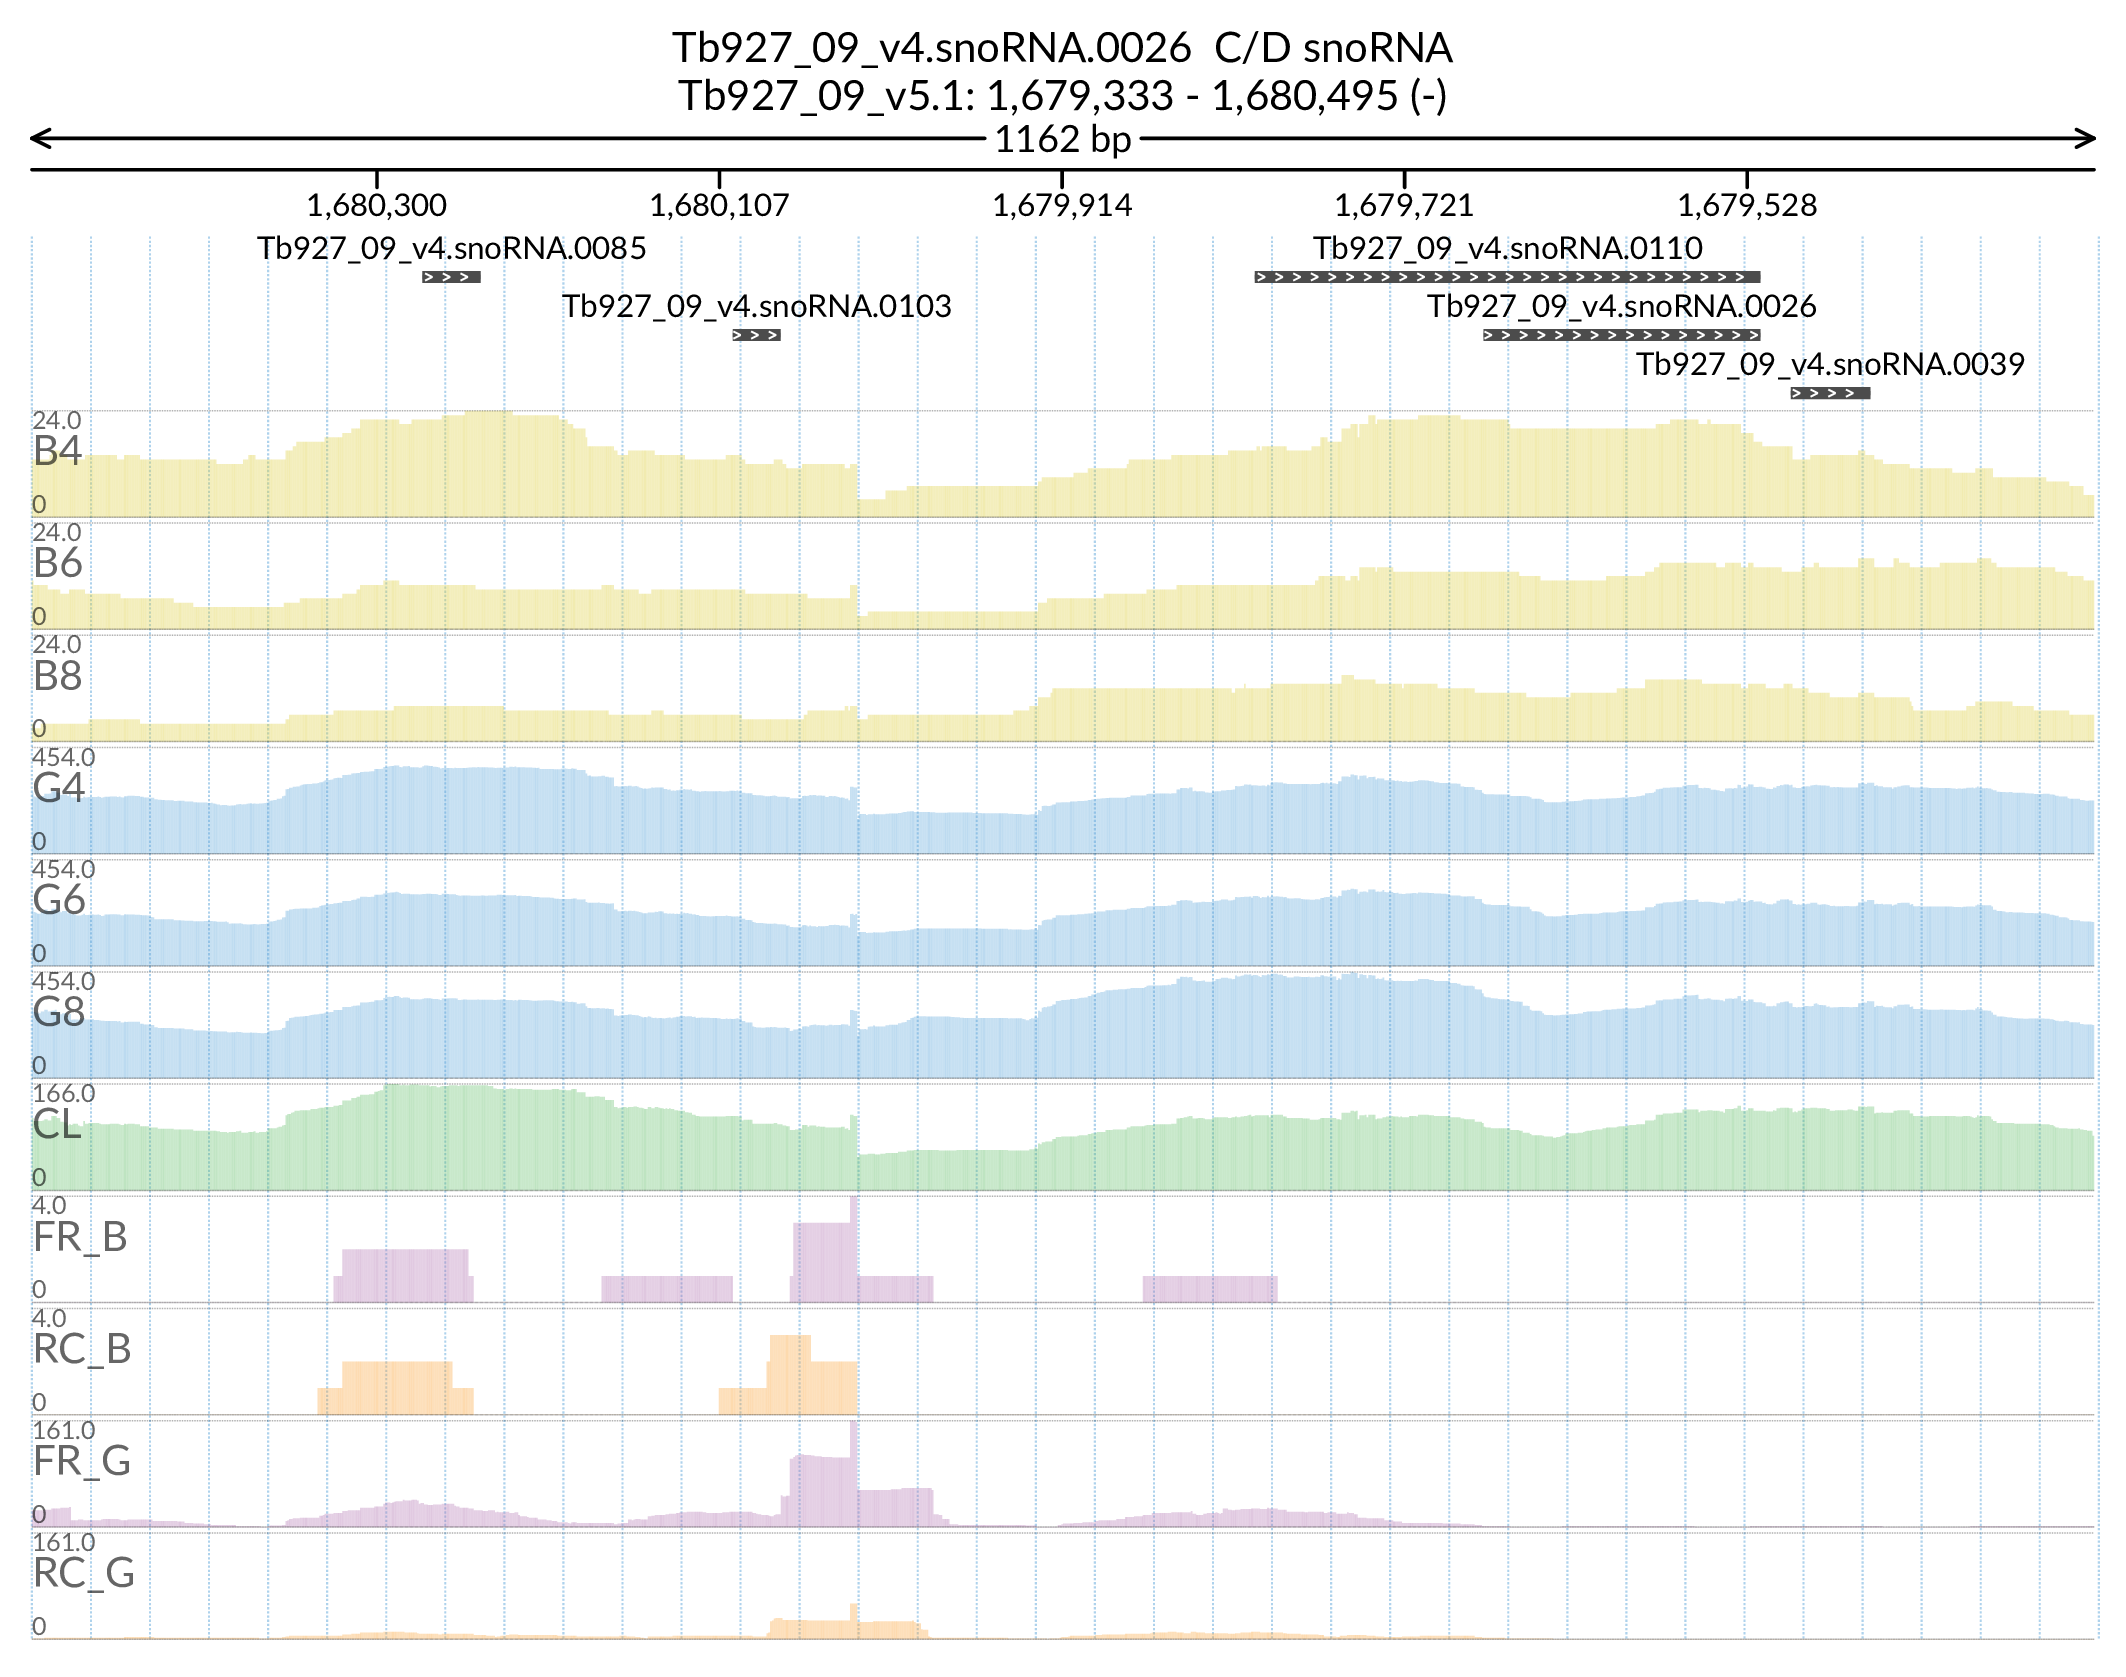 Tb927_09_v4.snoRNA.0026  C/D snoRNA
Tb927_09_v5.1: 1,679,333 - 1,680,495 (-)
1162 bp
1,680,300 1,680,107 1,679,914 1,679,721 1,679,528
Tb927_09_v4.snoRNA.0085 Tb927_09_v4.snoRNA.0110
Tb927_09_v4.snoRNA.0103 Tb927_09_v4.snoRNA.0026
Tb927_09_v4.snoRNA.0039
24.0
B4
0
24.0
B6
0
24.0
B8
0
454.0
G4
0
454.0
G6
0
454.0
G8
0
166.0
CL
0
4.0
FR_B
0
4.0
RC_B
0
161.0
FR_G
0
161.0
RC_G
0